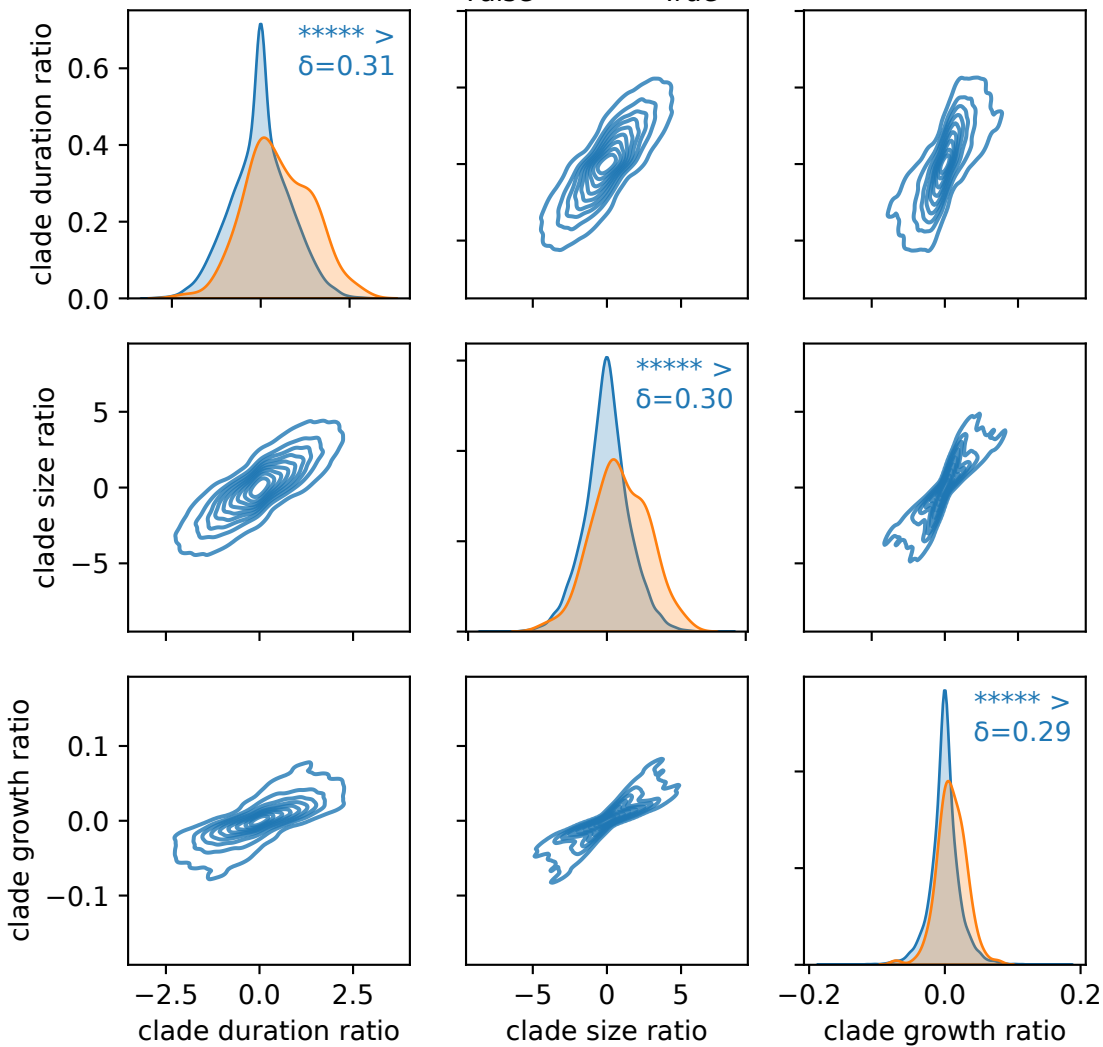 True
clade duration ratio
0.6
0.4
0.2
0.0
***** >
δ=0.31
clade size ratio
5
0
−5
***** >
δ=0.30
clade growth ratio
0.1
0.0
−0.1
***** >
δ=0.29
−2.5 0.0 2.5
−5 0 5
−0.2 0.0 0.2
clade duration ratio
clade size ratio
clade growth ratio